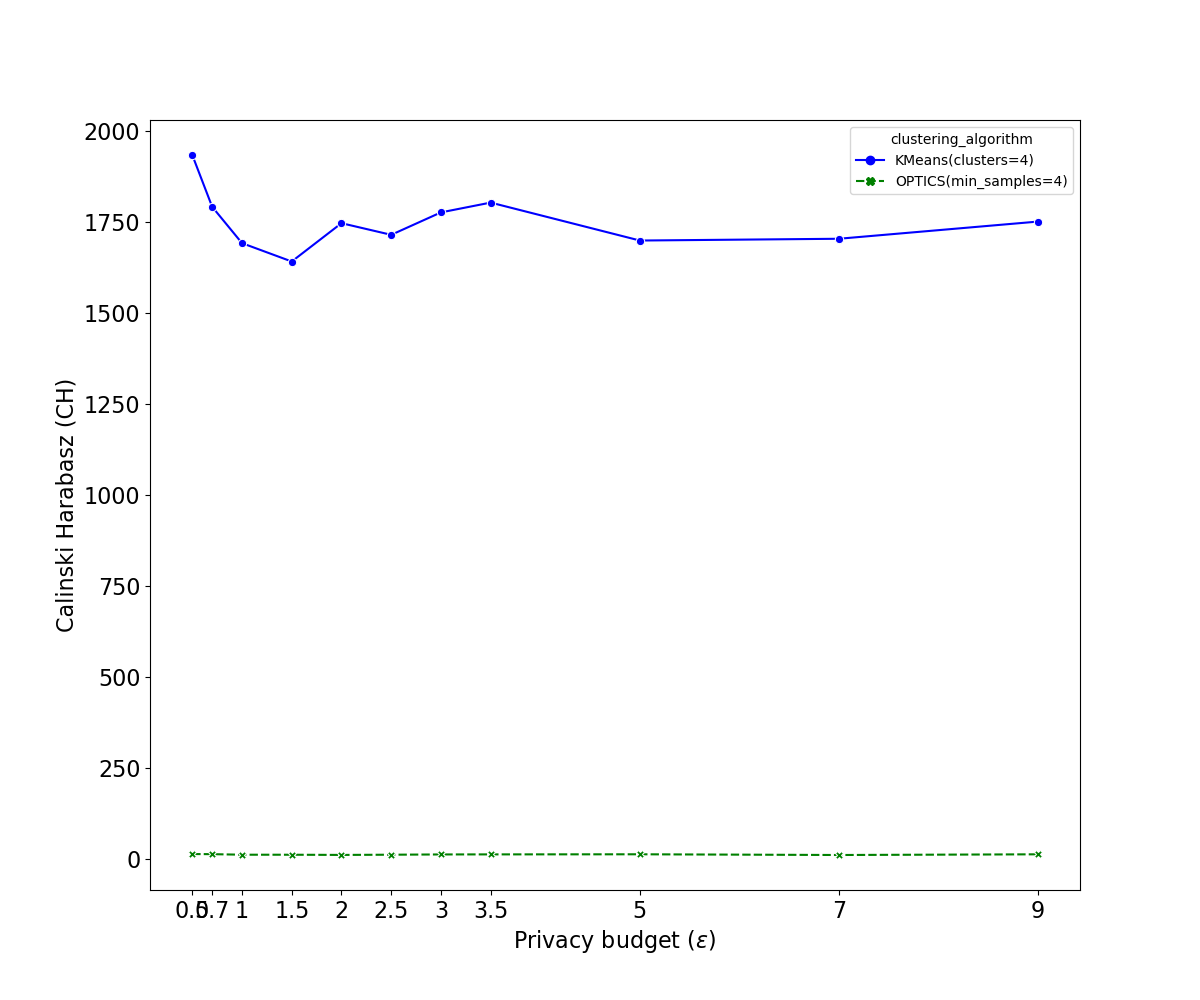 clustering_algorithm
KMeans(clusters=4)
OPTICS(min_samples=4)
2000
1750
1500
1250
1000
750
500
250
0
Calinski Harabasz (CH)
0.5 0.7 1 1.5 2 2.5 3 3.5 5 7 9
Privacy budget (ε)